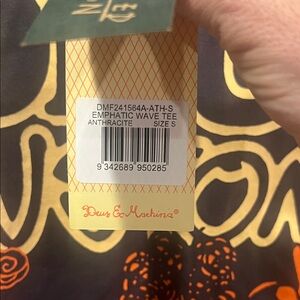 DMF241584A-ATH-S
EMPHATIC WAVE TEE
ANTHRACITE SIZE S
9 342689 950285
Deus Ex Machina®